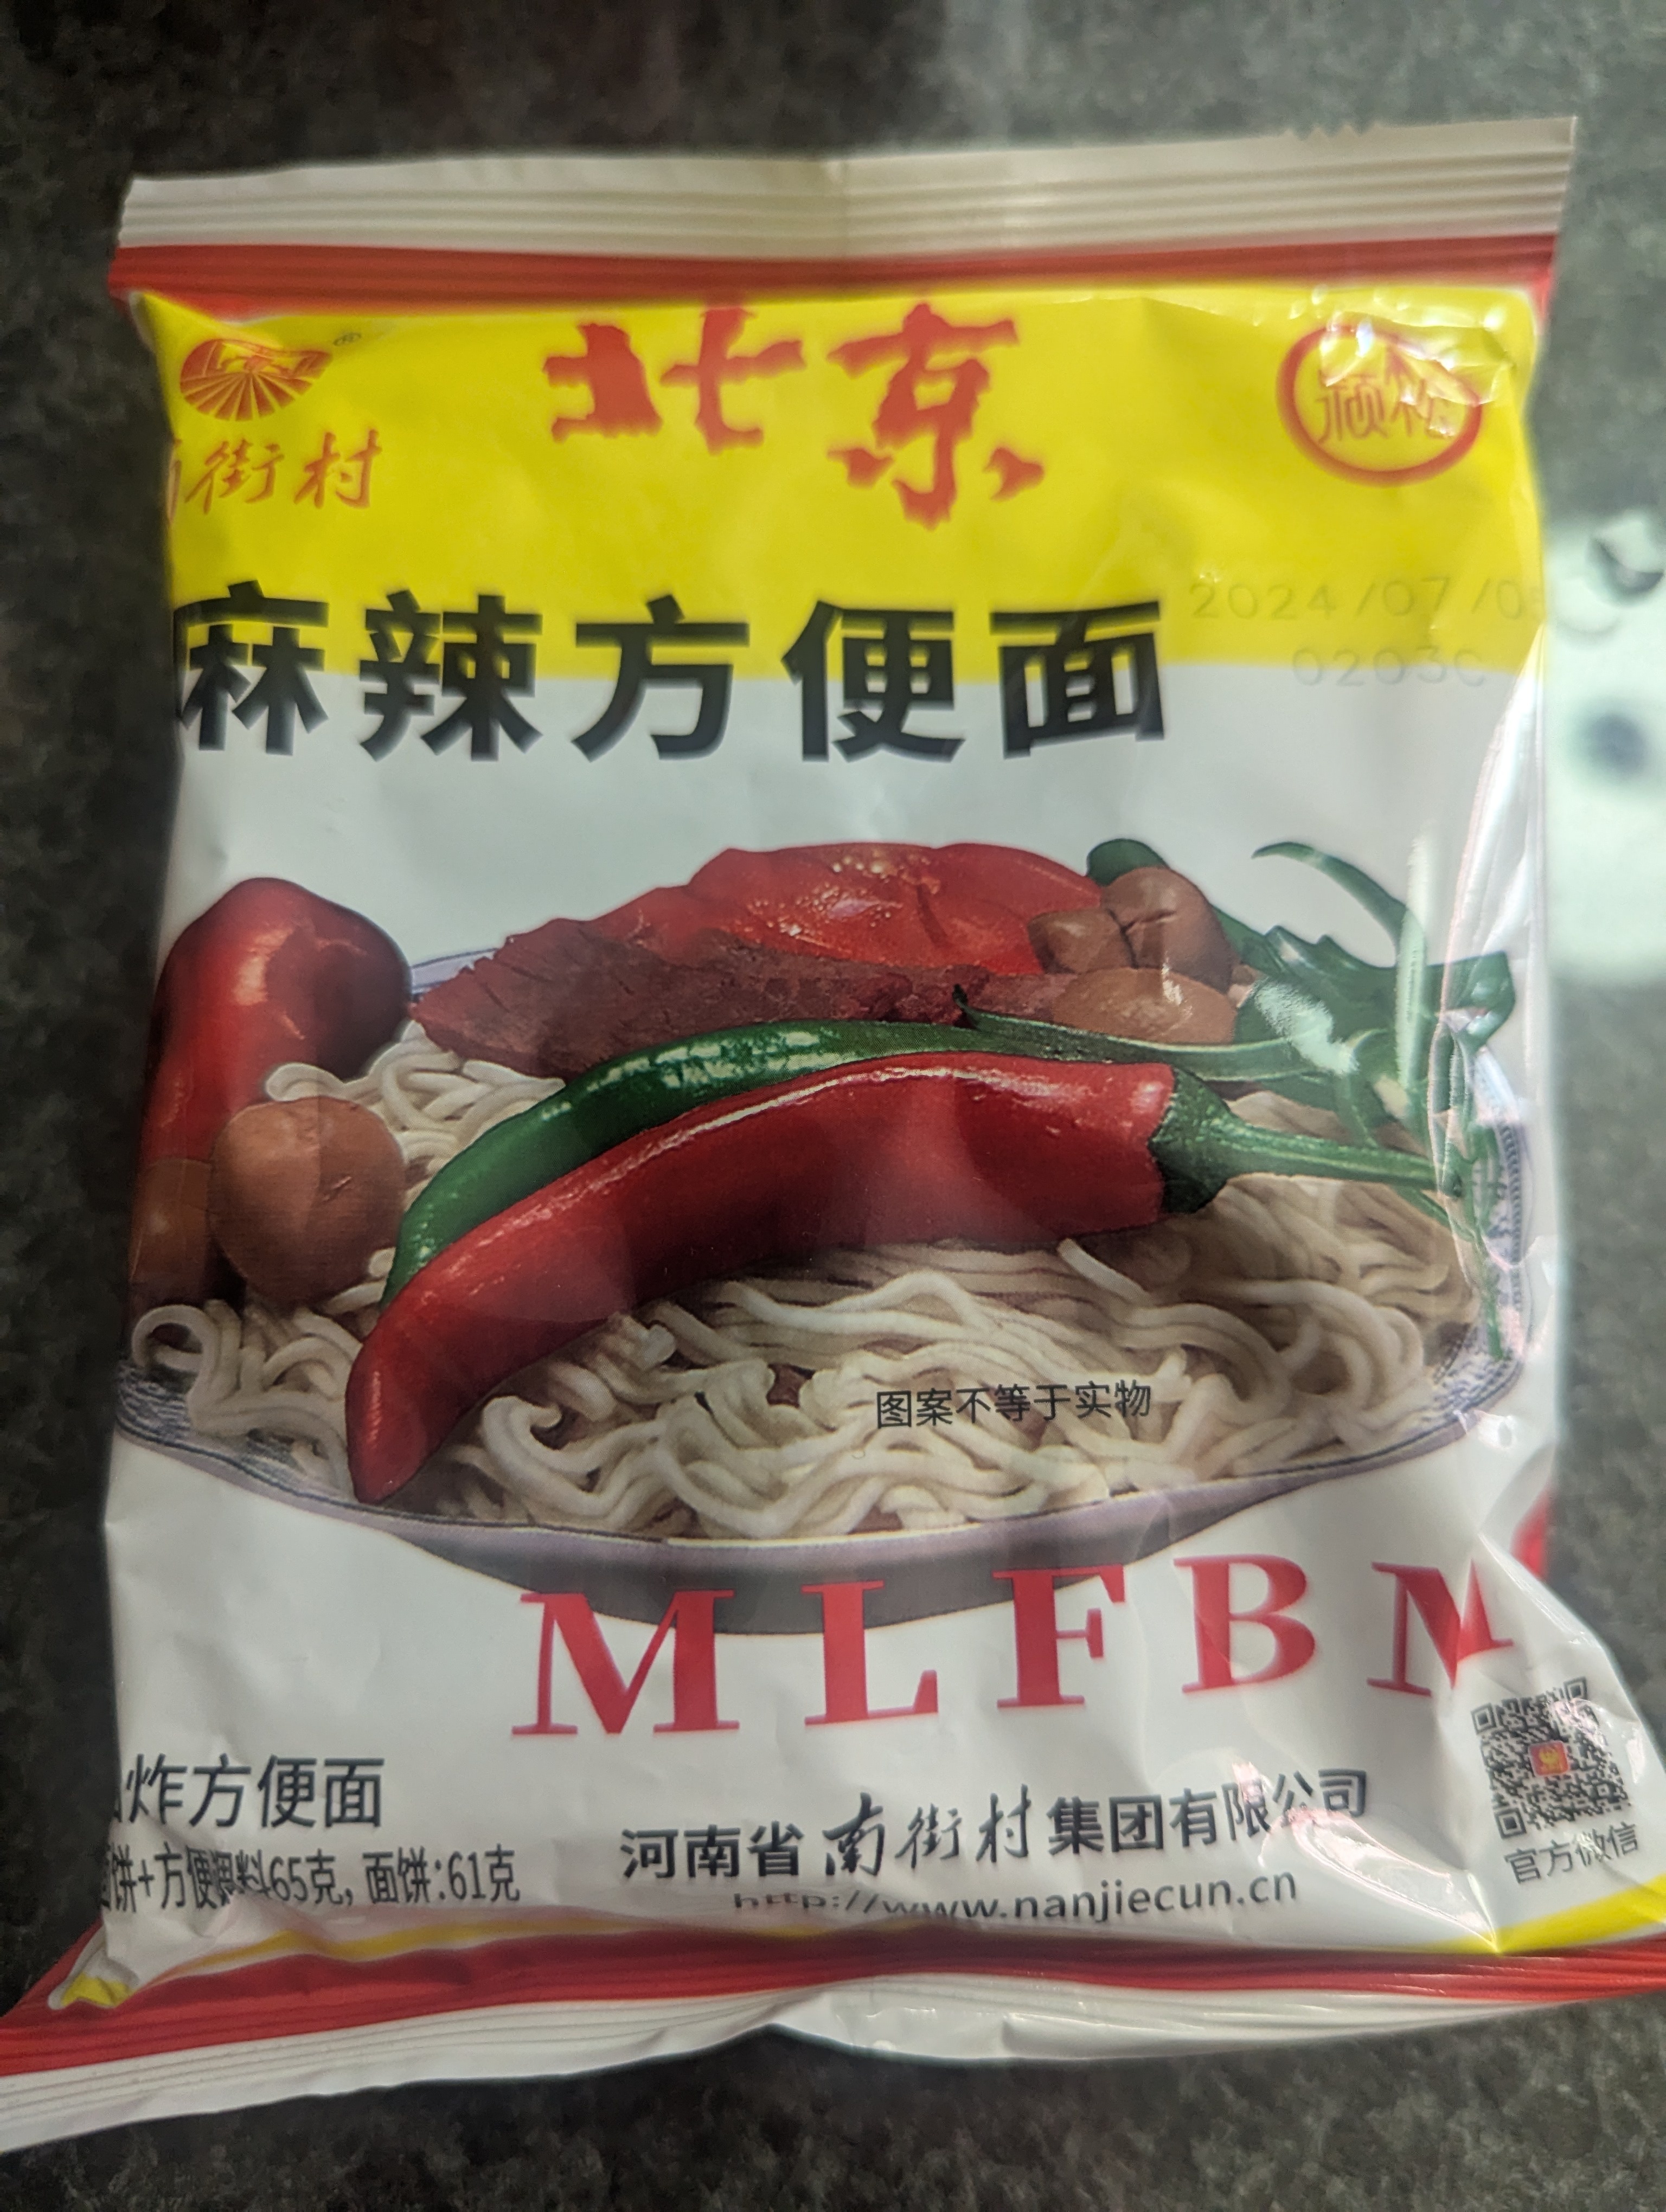 北京
颍松
街村
麻辣方便面
2024/07/0
0203C
图案不等于实物
MLFBM
炸方便面
饼+方便调料65克，面饼:61克
河南省南街村集团有限公司
http://www.nanjiecun.cn
官方微信